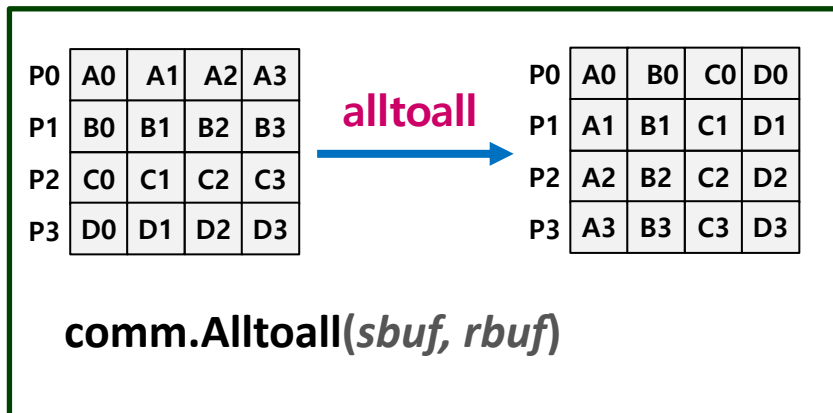 P0 A0 A1 A2 A3
P1 B0 B1 B2 B3
P2 C0 C1 C2 C3
P3 D0 D1 D2 D3
alltoall
P0 A0 B0 C0 D0
P1 A1 B1 C1 D1
P2 A2 B2 C2 D2
P3 A3 B3 C3 D3
comm.Alltoall(sbuf, rbuf)